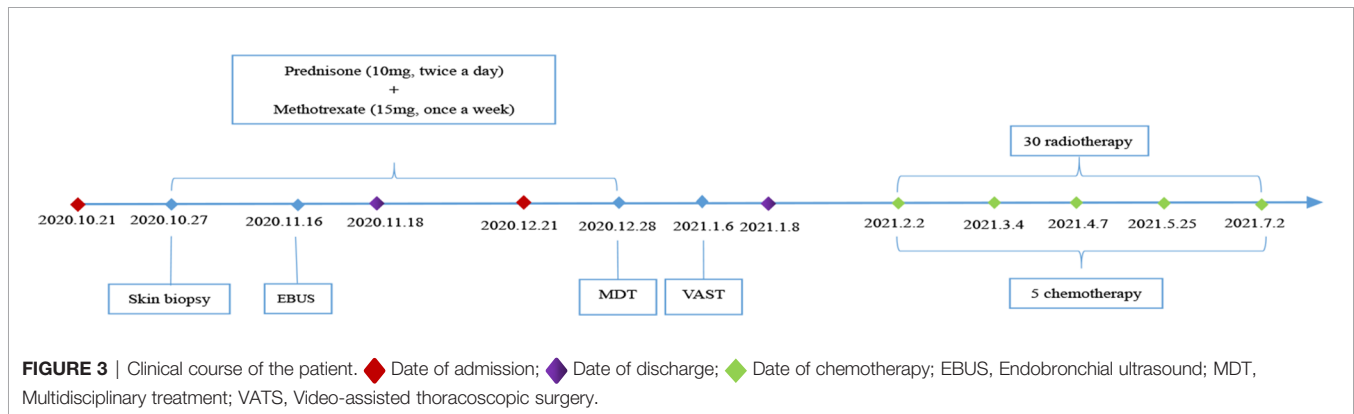 Prednisone (10mg, twice a day)
+
Methotrexate (15mg, once a week)
30 radiotherapy
2020.10.21 2020.10.27 2020.11.16 2020.11.18 2020.12.21 2020.12.28 2021.1.6 2021.1.8 2021.2.2 2021.3.4 2021.4.7 2021.5.25 2021.7.2
Skin biopsy EBUS MDT VAST 5 chemotherapy
FIGURE 3 | Clinical course of the patient. Date of admission; Date of discharge; Date of chemotherapy; EBUS, Endobronchial ultrasound; MDT,
Multidisciplinary treatment; VATS, Video-assisted thoracoscopic surgery.